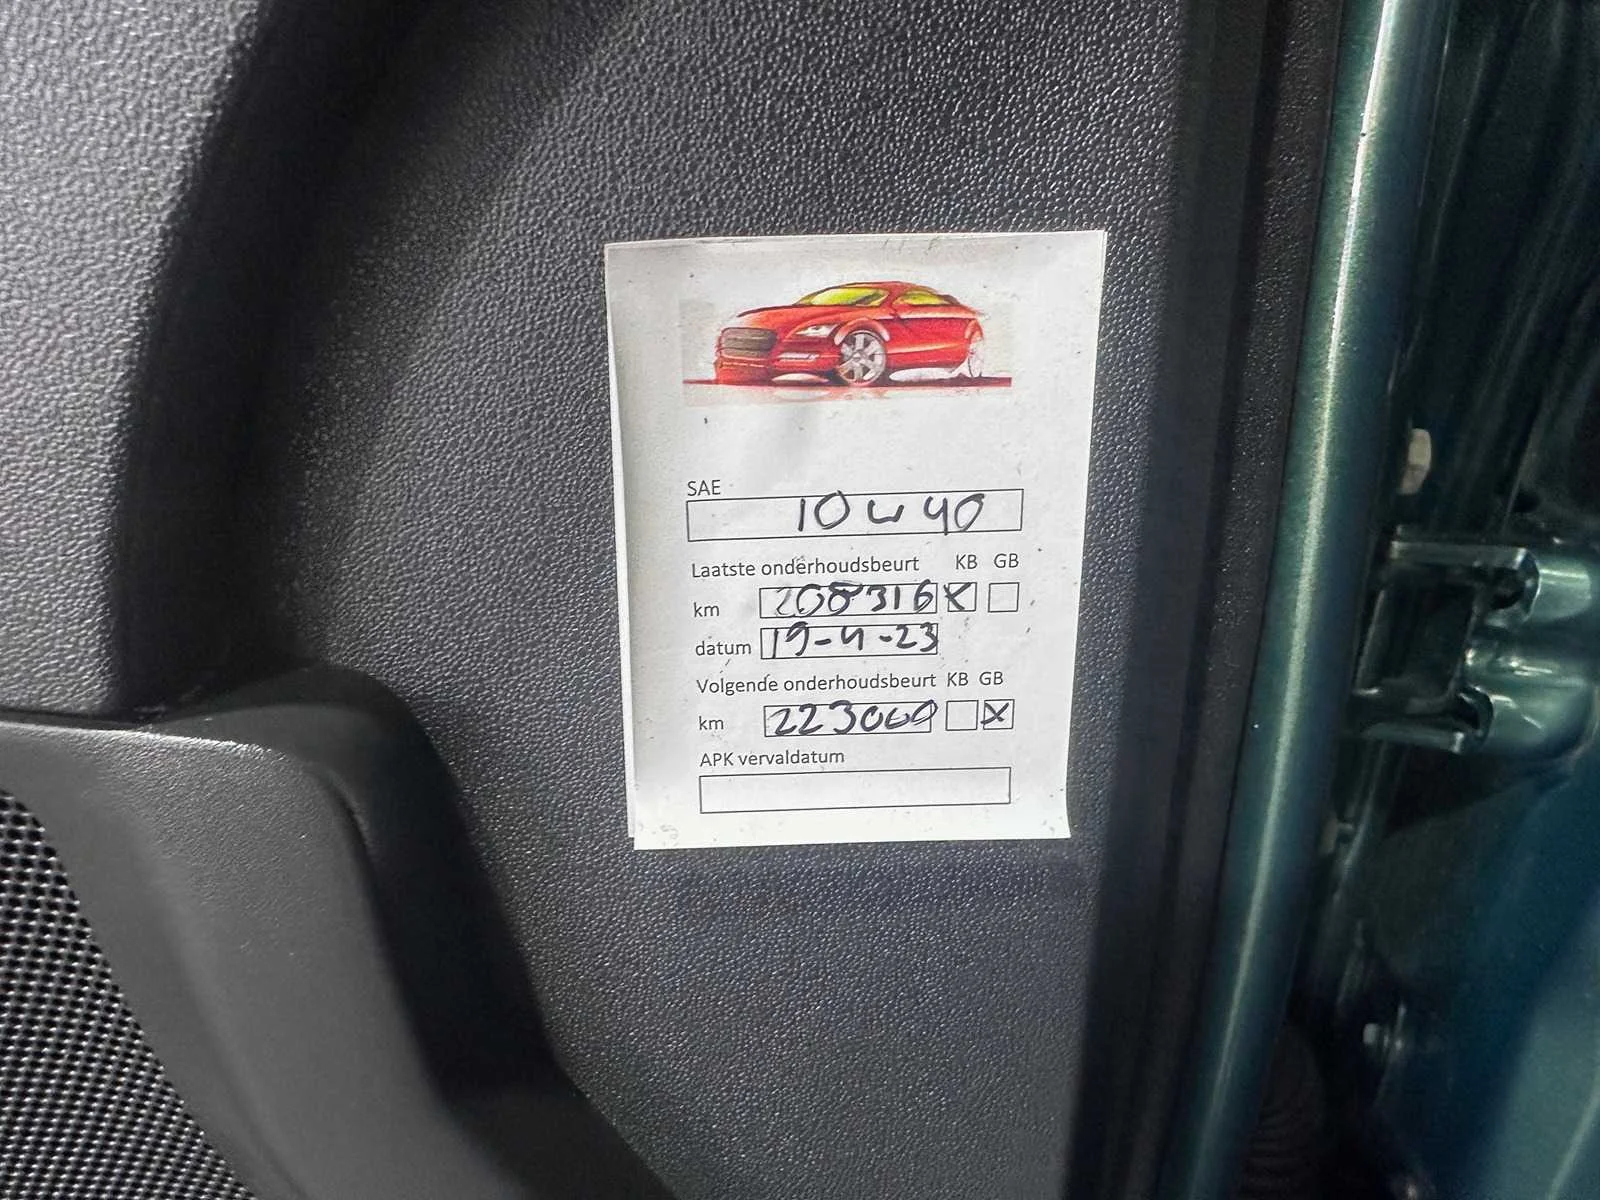 SAE
10w40
Laatste onderhoudsbeurt KB GB
km 208316 X
datum 19-4-23
Volgende onderhoudsbeurt KB GB
km 223000 X
APK vervaldatum